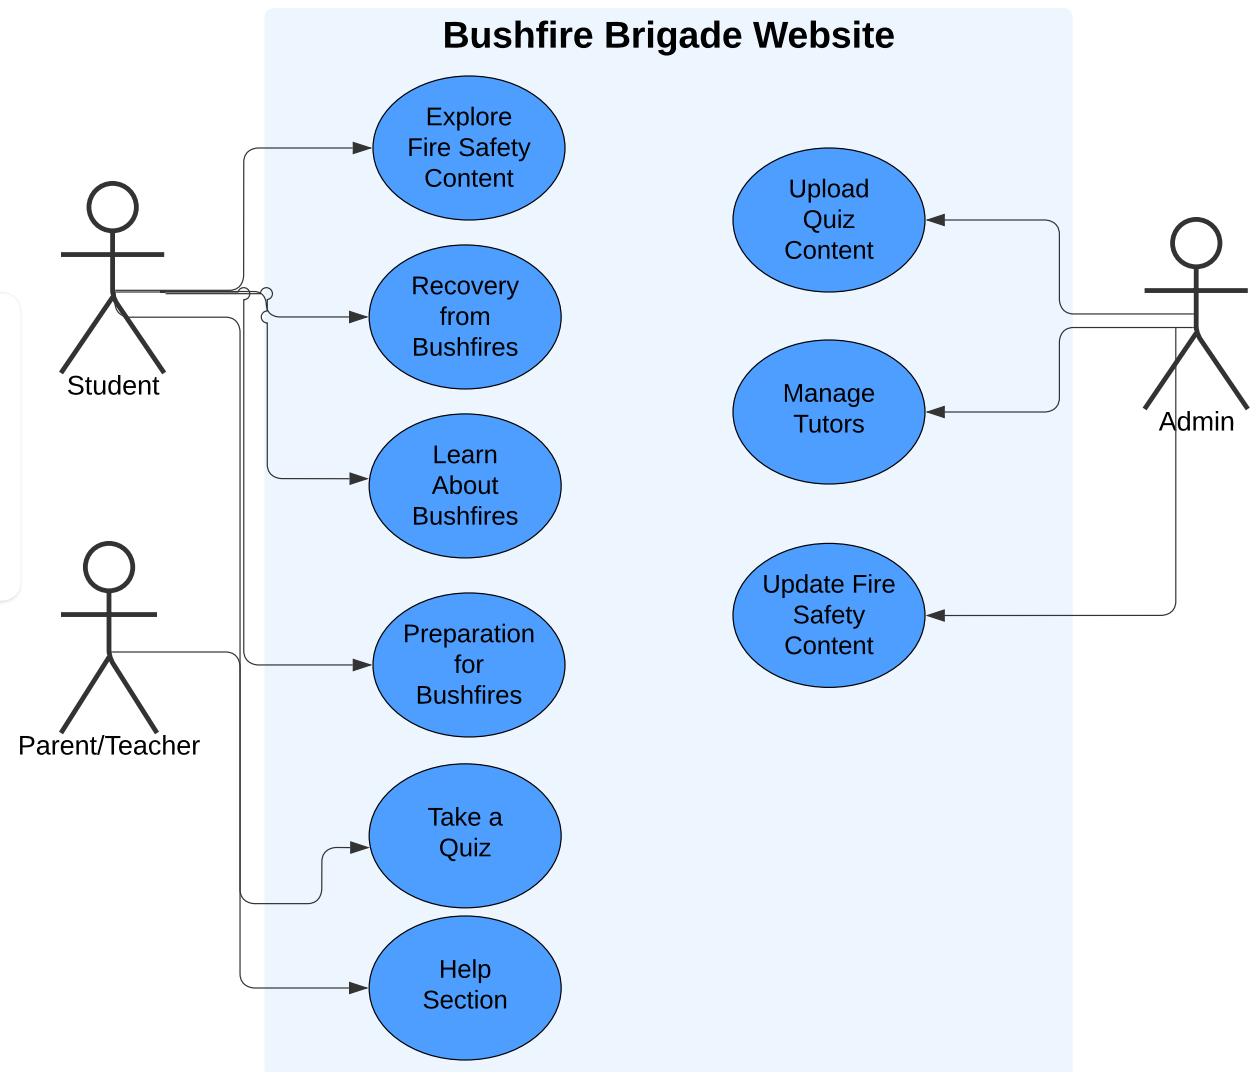 Bushfire Brigade Website
Explore
Fire Safety
Content
Recovery
from
Bushfires
Learn
About
Bushfires
Preparation
for
Bushfires
Take a
Quiz
Help
Section
Upload
Quiz
Content
Manage
Tutors
Update Fire
Safety
Content
Student
Parent/Teacher
Admin